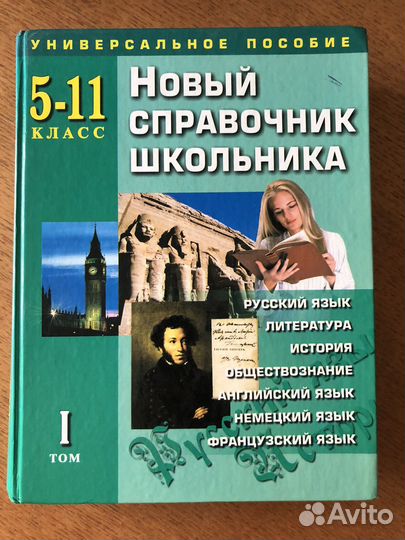 УНИВЕРСАЛЬНОЕ ПОСОБИЕ
5-11
КЛАСС
НОВЫЙ
СПРАВОЧНИК
ШКОЛЬНИКА
РУССКИЙ ЯЗЫК
ЛИТЕРАТУРА
ИСТОРИЯ
ОБЩЕСТВОЗНАНИЕ
АНГЛИЙСКИЙ ЯЗЫК
НЕМЕЦКИЙ ЯЗЫК
ФРАНЦУЗСКИЙ ЯЗЫК
I
ТОМ
Avito